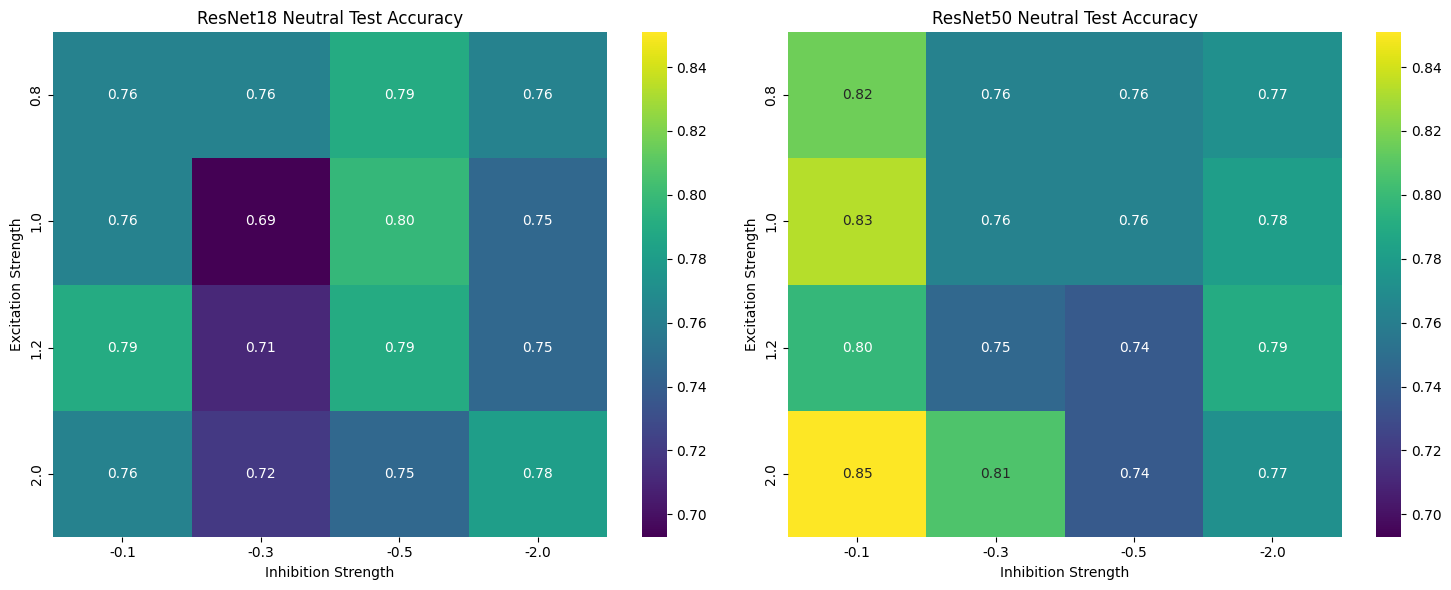 ResNet18 Neutral Test Accuracy
Excitation Strength
0.8 0.76 0.76 0.79 0.76
1.0 0.76 0.69 0.80 0.75
1.2 0.79 0.71 0.79 0.75
2.0 0.76 0.72 0.75 0.78
-0.1 -0.3 -0.5 -2.0
Inhibition Strength
0.84
0.82
0.80
0.78
0.76
0.74
0.72
0.70
ResNet50 Neutral Test Accuracy
Excitation Strength
0.8 0.82 0.76 0.76 0.77
1.0 0.83 0.76 0.76 0.78
1.2 0.80 0.75 0.74 0.79
2.0 0.85 0.81 0.74 0.77
-0.1 -0.3 -0.5 -2.0
Inhibition Strength
0.84
0.82
0.80
0.78
0.76
0.74
0.72
0.70